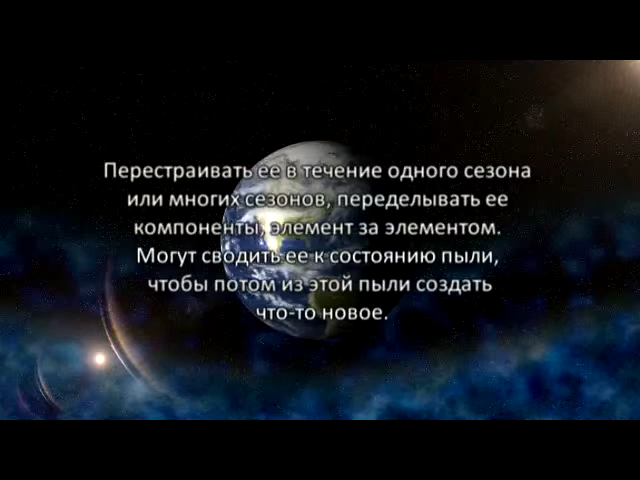 Перестраивать ее в течение одного сезона
или многих сезонов, переделывать ее
компоненты, элемент за элементом.
Могут сводить ее к состоянию пыли,
чтобы потом из этой пыли создать
что-то новое.